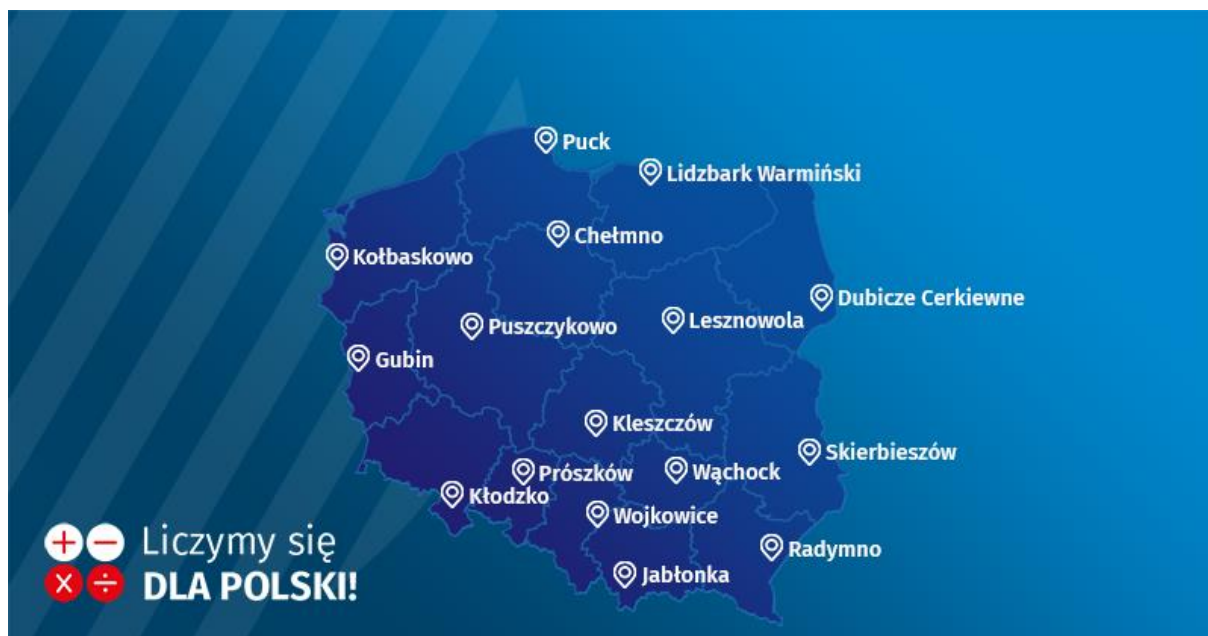 Puck
Lidzbark Warmiński
Chełmno
Kołbaskowo
Dubicze Cerkiewne
Puszczykowo
Lesznowola
Gubin
Kleszczów
Skierbieszów
Prószków
Wąchock
Kłodzko
Wojkowice
Radymno
Jabłonka
Liczymy się
DLA POLSKI!